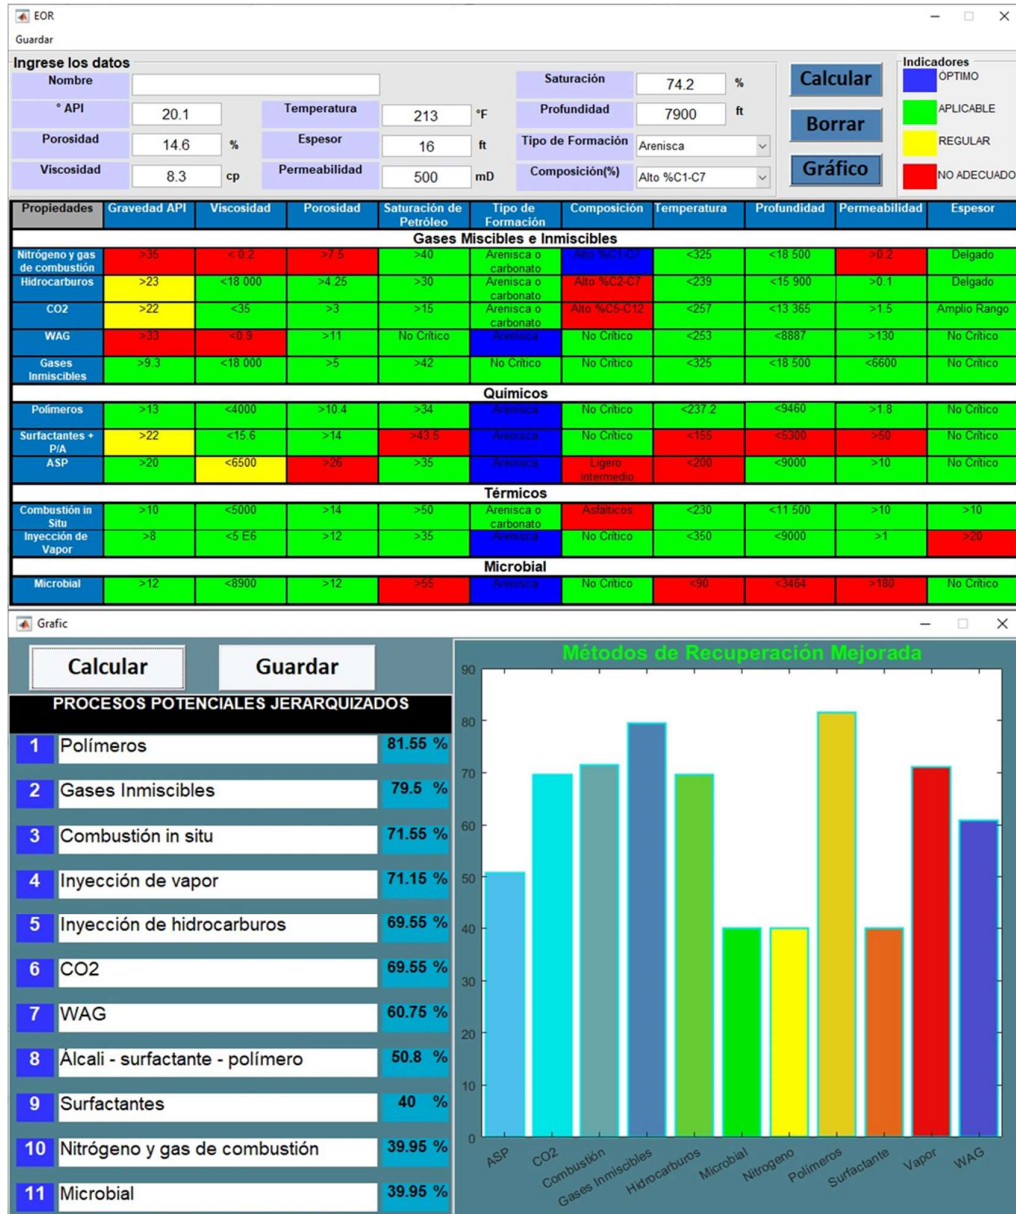 EOR
Guardar
Ingrese los datos
Nombre
° API 20.1
Porosidad 14.6 %
Viscosidad 8.3 cp
Temperatura 213 °F
Espesor 16 ft
Permeabilidad 500 mD
Saturación 74.2 %
Profundidad 7900 ft
Tipo de Formación Arenisca
Composición(%) Alto %C1-C7
Calcular
Borrar
Gráfico
Indicadores
ÓPTIMO
APLICABLE
REGULAR
NO ADECUADO
Propiedades Gravedad API Viscosidad Porosidad Saturación de Petróleo Tipo de Formación Composición Temperatura Profundidad Permeabilidad Espesor
Gases Miscibles e Inmiscibles
Nitrógeno y gas de combustión >35 < 0.2 >7.5 >40 Arenisca o carbonato Alto %C1-C7 <325 <18 500 >0.2 Delgado
Hidrocarburos >23 <18 000 >4.25 >30 Arenisca o carbonato Alto %C2-C7 <239 <15 900 >0.1 Delgado
CO2 >22 <35 >3 >15 Arenisca o carbonato Alto %C5-C12 <257 <13 365 >1.5 Amplio Rango
WAG >33 <0.9 >11 No Crítico Arenisca No Crítico <253 <8887 >130 No Crítico
Gases Inmiscibles >9.3 <18 000 >5 >42 No Crítico No Crítico <325 <18 500 <6600 No Crítico
Químicos
Polímeros >13 <4000 >10.4 >34 Arenisca No Crítico <237.2 <9460 >1.8 No Crítico
Surfactantes + P/A >22 <15.6 >14 >43.5 Arenisca No Crítico <155 <5300 >50 No Crítico
ASP >20 <6500 >26 >35 Arenisca Ligero intermedio <200 <9000 >10 No Crítico
Térmicos
Combustión in Situ >10 <5000 >14 >50 Arenisca o carbonato Asfálticos <230 <11 500 >10 >10
Inyección de Vapor >8 <5 E6 >12 >35 Arenisca No Crítico <350 <9000 >1 >20
Microbial
Microbial >12 <8900 >12 >55 Arenisca No Crítico <90 <3464 >180 No Crítico
Grafic
Calcular Guardar
PROCESOS POTENCIALES JERARQUIZADOS
1 Polímeros 81.55 %
2 Gases Inmiscibles 79.5 %
3 Combustión in situ 71.55 %
4 Inyección de vapor 71.15 %
5 Inyección de hidrocarburos 69.55 %
6 CO2 69.55 %
7 WAG 60.75 %
8 Álcali - surfactante - polímero 50.8 %
9 Surfactantes 40 %
10 Nitrógeno y gas de combustión 39.95 %
11 Microbial 39.95 %
Métodos de Recuperación Mejorada
90
80
70
60
50
40
30
20
10
0
ASP CO2 Combustión Gases Inmiscibles Hidrocarburos Microbial Nitrogeno Polímeros Surfactante Vapor WAG